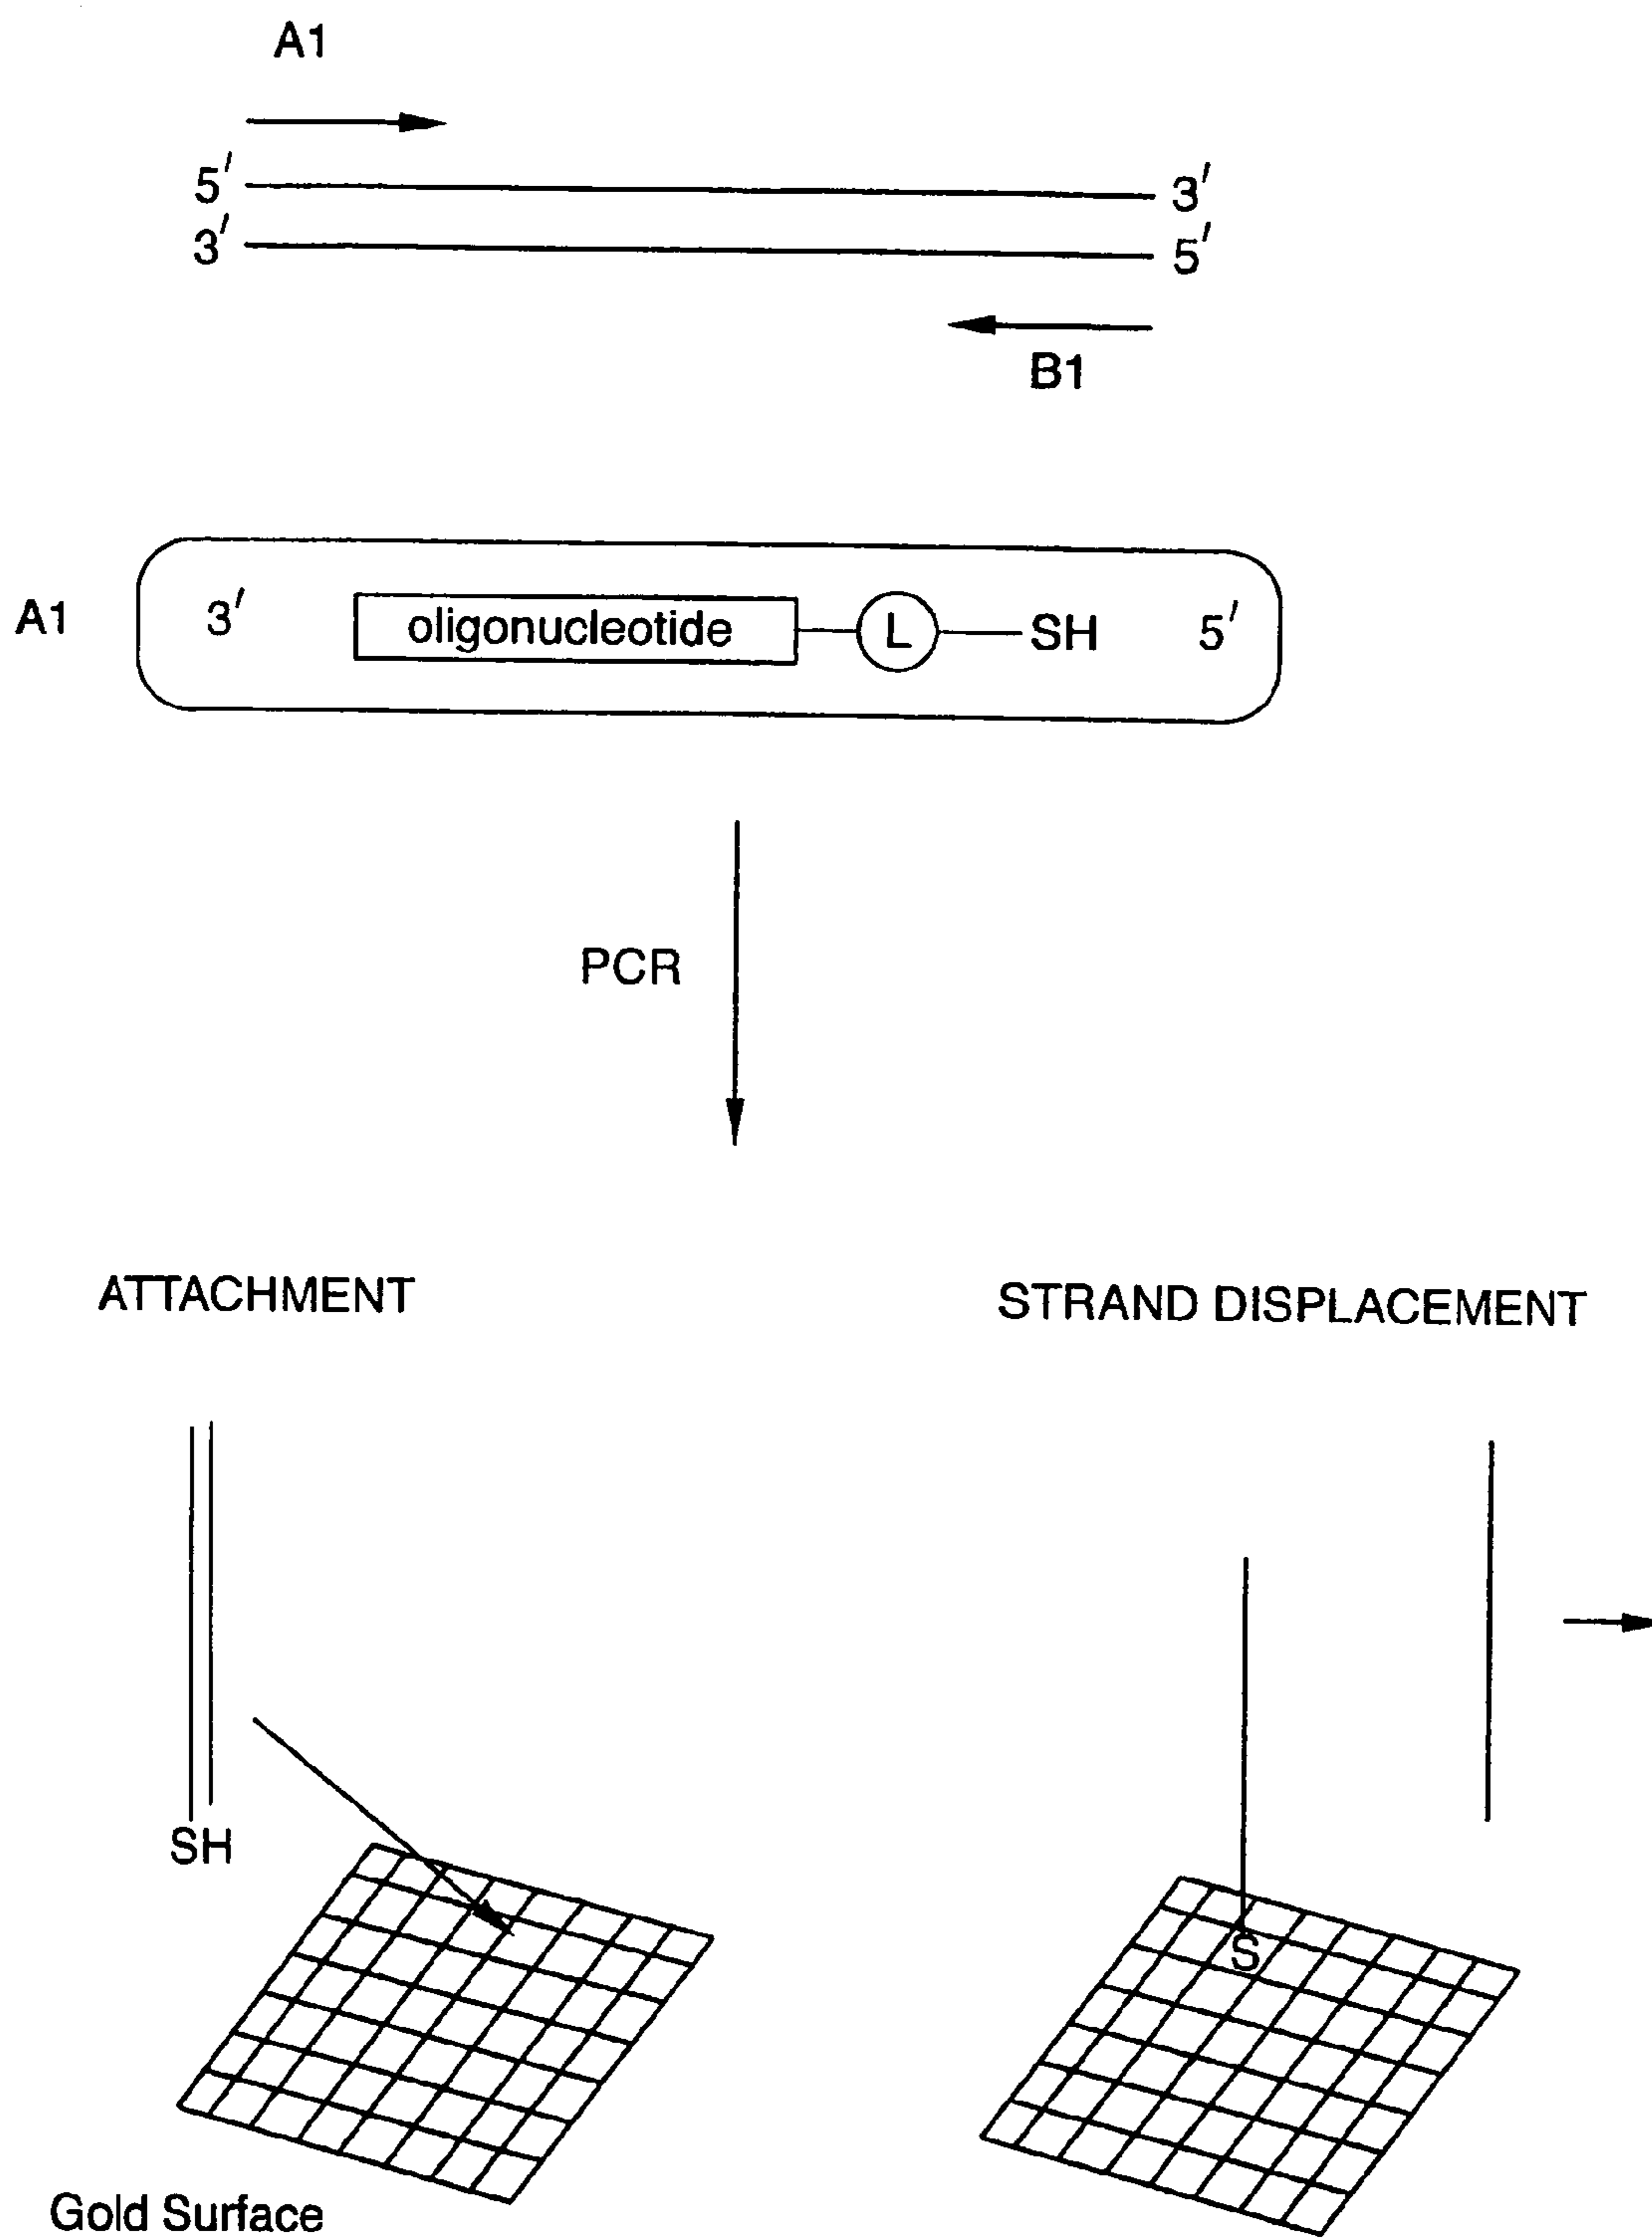 A1
5′ 3′
3′ 5′
B1
A1 3′ oligonucleotide L SH 5′
PCR
ATTACHMENT STRAND DISPLACEMENT
SH
S
Gold Surface